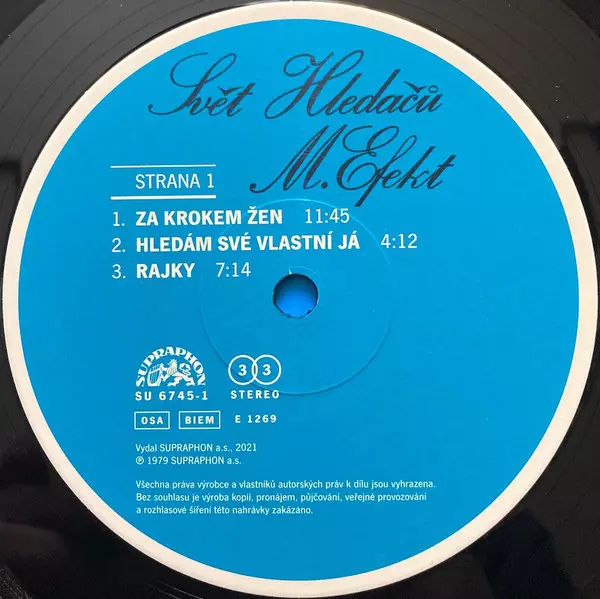 Svět Hledačů
M. Efekt
STRANA 1
1. ZA KROKEM ŽEN 11:45
2. HLEDÁM SVÉ VLASTNÍ JÁ 4:12
3. RAJKY 7:14
SUPRAPHON
SU 6745-1
33
STEREO
OSA BIEM E 1269
Vydal SUPRAPHON a.s., 2021
℗ 1979 SUPRAPHON a.s.
Všechna práva výrobce a vlastníků autorských práv k dílu jsou vyhrazena.
Bez souhlasu je výroba kopií, pronájem, půjčování, veřejné provozování
a rozhlasové šíření této nahrávky zakázáno.